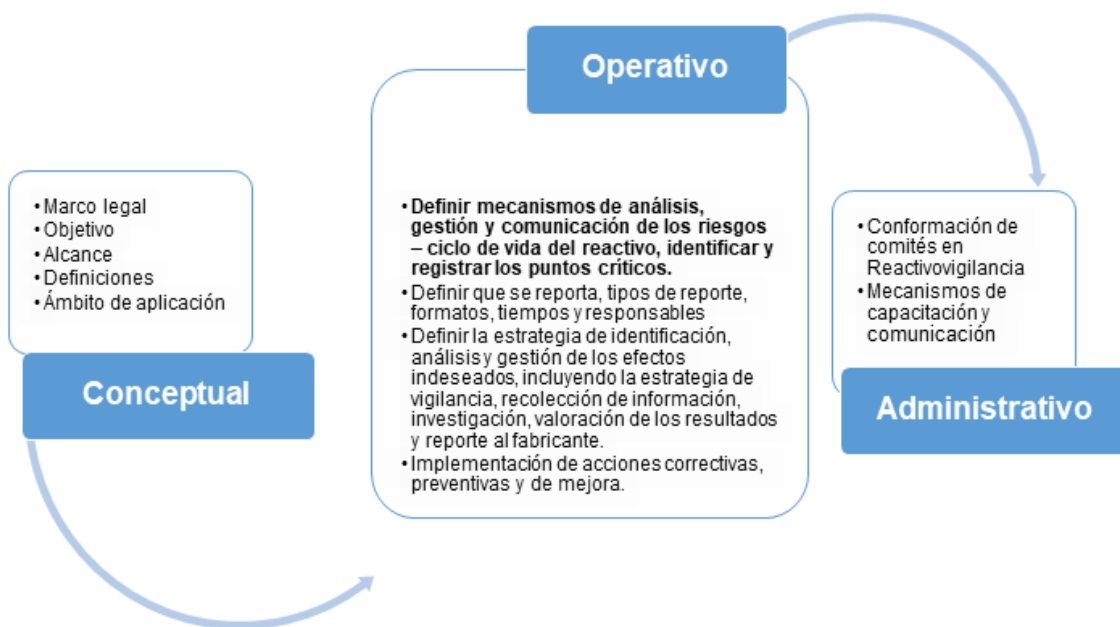 • Marco legal
• Objetivo
• Alcance
• Definiciones
• Ámbito de aplicación
Conceptual
Operativo
• Definir mecanismos de análisis,
gestión y comunicación de los riesgos
– ciclo de vida del reactivo, identificar y
registrar los puntos críticos.
• Definir que se reporta, tipos de reporte,
formatos, tiempos y responsables
• Definir la estrategia de identificación,
análisis y gestión de los efectos
indeseados, incluyendo la estrategia de
vigilancia, recolección de información,
investigación, valoración de los resultados
y reporte al fabricante.
• Implementación de acciones correctivas,
preventivas y de mejora.
• Conformación de
comités en
Reactivovigilancia
• Mecanismos de
capacitación y
comunicación
Administrativo